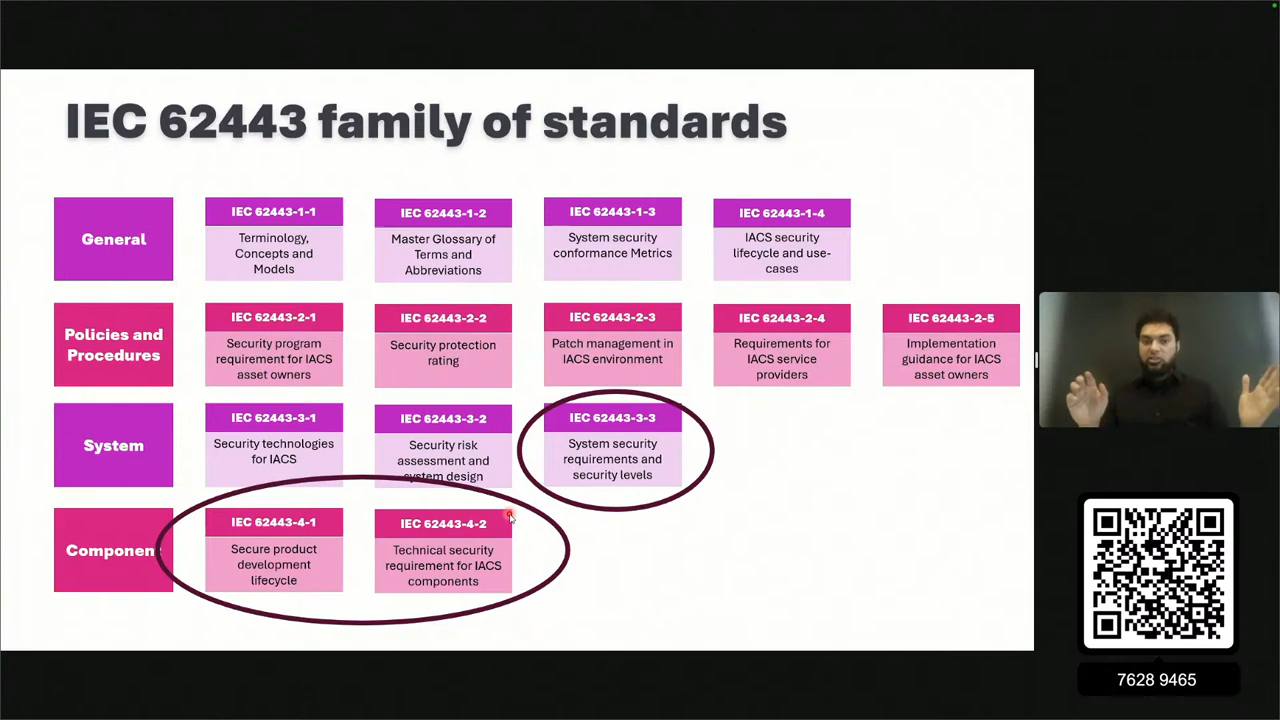 IEC 62443 family of standards
General
IEC 62443-1-1
Terminology,
Concepts and
Models
IEC 62443-1-2
Master Glossary of
Terms and
Abbreviations
IEC 62443-1-3
System security
conformance Metrics
IEC 62443-1-4
IACS security
lifecycle and use-
cases
Policies and
Procedures
IEC 62443-2-1
Security program
requirement for IACS
asset owners
IEC 62443-2-2
Security protection
rating
IEC 62443-2-3
Patch management in
IACS environment
IEC 62443-2-4
Requirements for
IACS service
providers
IEC 62443-2-5
Implementation
guidance for IACS
asset owners
System
IEC 62443-3-1
Security technologies
for IACS
IEC 62443-3-2
Security risk
assessment and
system design
IEC 62443-3-3
System security
requirements and
security levels
Component
IEC 62443-4-1
Secure product
development
lifecycle
IEC 62443-4-2
Technical security
requirement for IACS
components
7628 9465